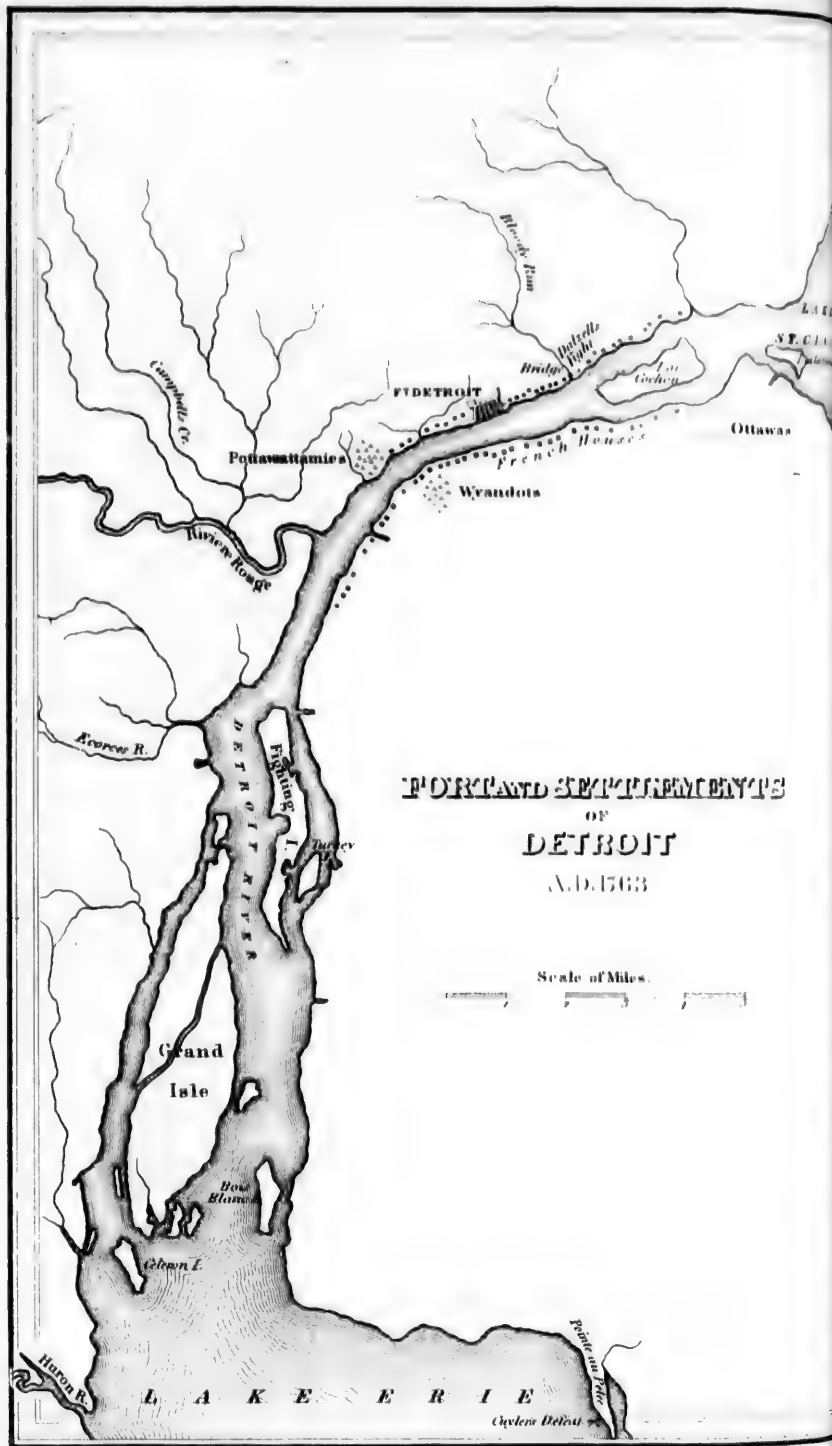 Bloody Run
Dalzells
Fight
Bridge
FT DETROIT
Campbells Cr.
Pottawattamies
French Houses
Ottawas
Wyandots
Riviere Rouge
Ecorces R.
DETROIT RIVER
Fighting I.
Turkey
FORT AND SETTLEMENTS
OF
DETROIT
A.D. 1763
Scale of Miles.
Grand
Isle
Bois
Blanc
Celeron I.
Huron R.
LAKE ERIE
Pointe au Pelee
Cuylers Defeat